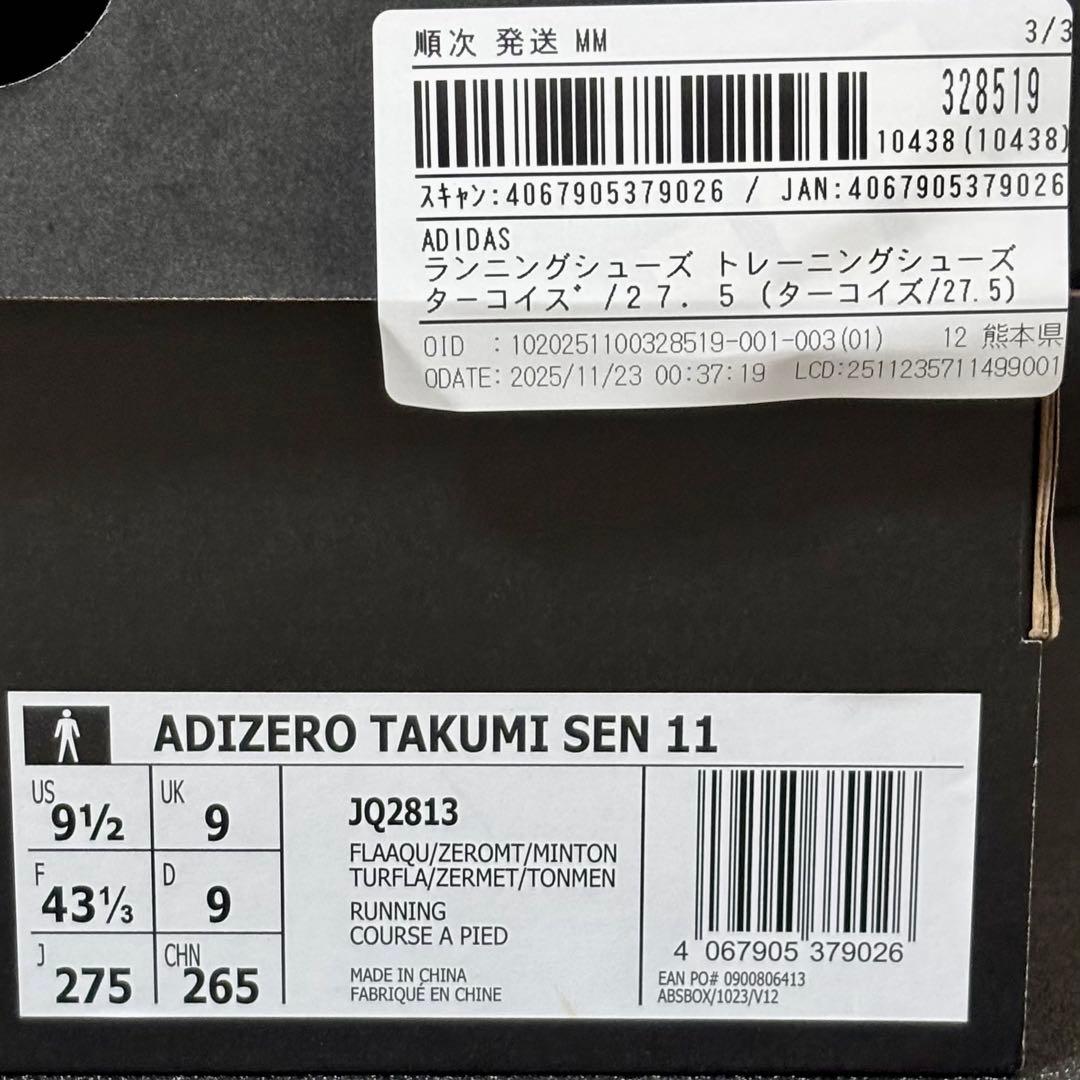 順次 発送 MM 3/3
328519
10438(10438)
スキャン:4067905379026 / JAN:4067905379026
ADIDAS
ランニングシューズ トレーニングシューズ
ターコイズ /27.5 (ターコイズ/27.5)
OID :1020251100328519-001-003(01) 12 熊本県
ODATE: 2025/11/23 00:37:19 LCD:2511235711499001
ADIZERO TAKUMI SEN 11
US 9½ UK 9
F 43⅓ D 9
J 275 CHN 265
JQ2813
FLAAQU/ZEROMT/MINTON
TURFLA/ZERMET/TONMEN
RUNNING
COURSE A PIED
MADE IN CHINA
FABRIQUÉ EN CHINE
4 067905 379026
EAN PO# 0900806413
ABSBOX/1023/V12